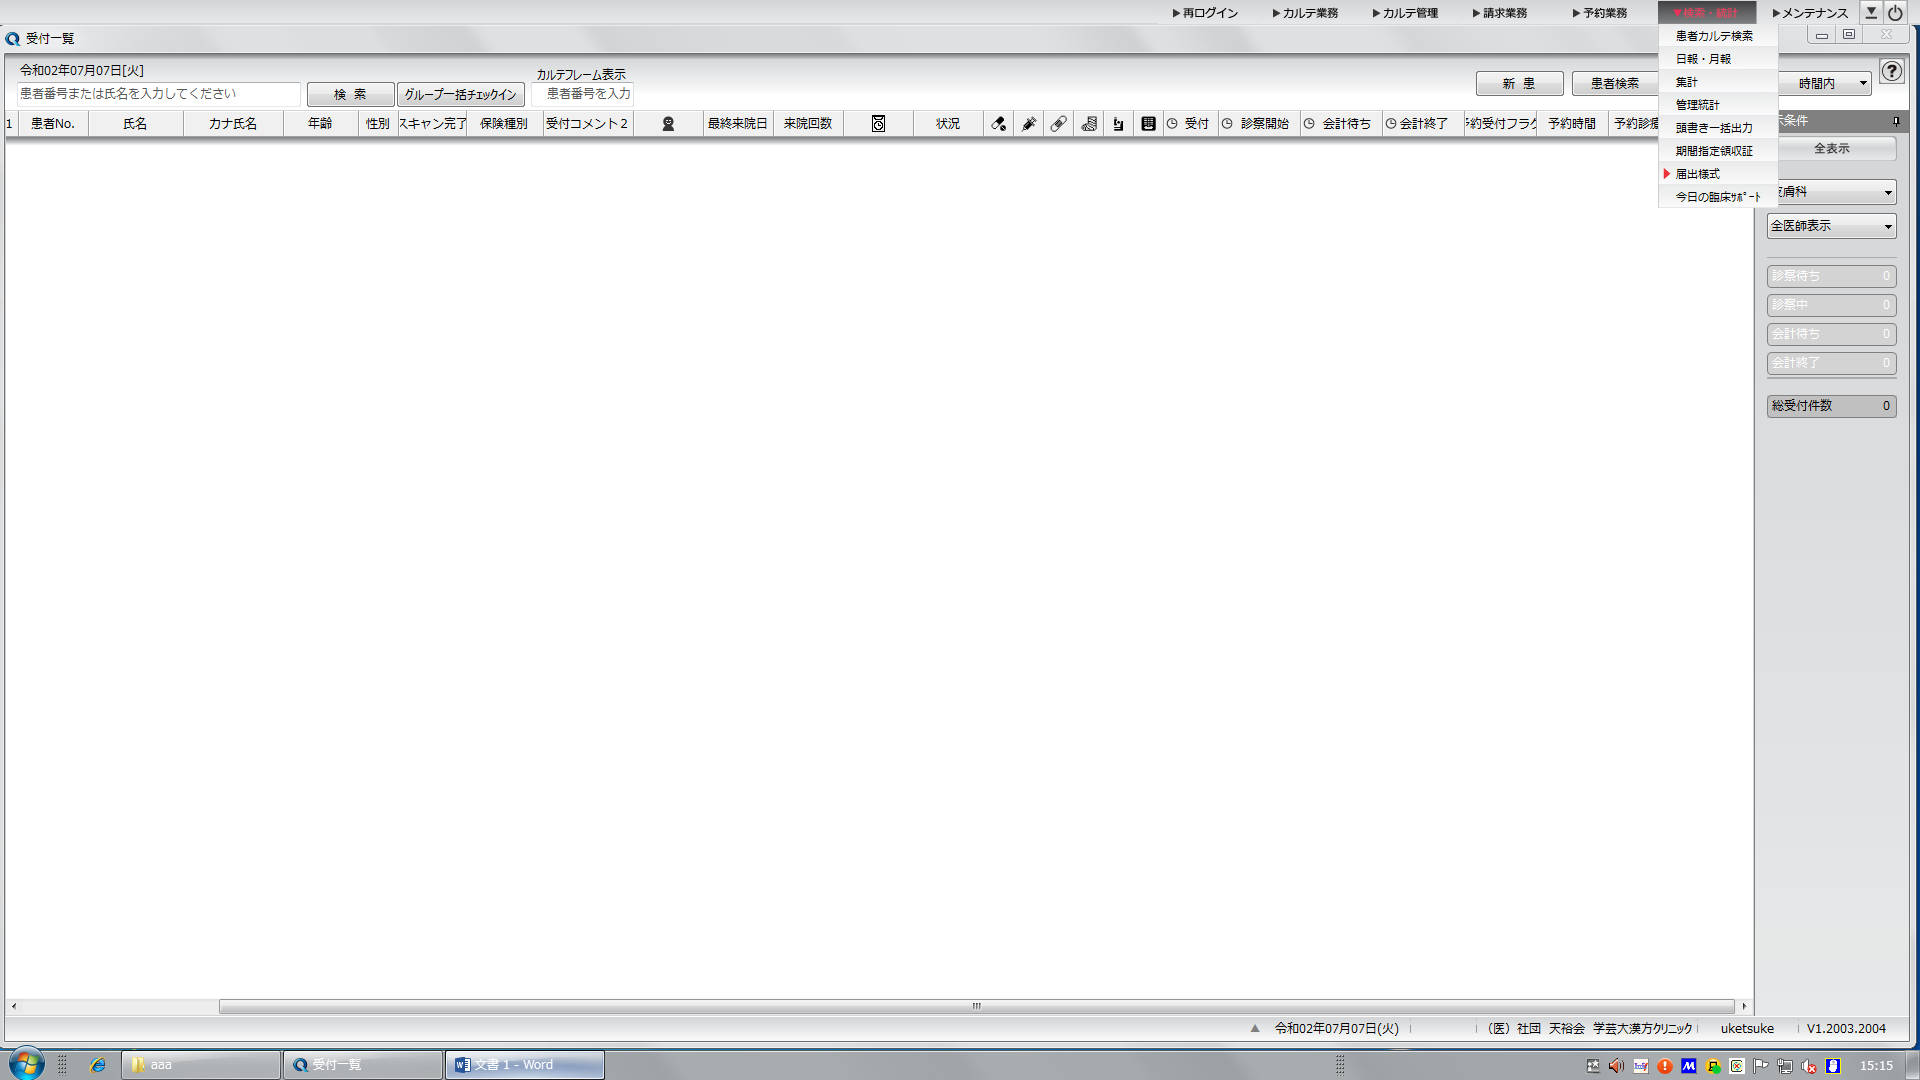 ▶再ログイン ▶カルテ業務 ▶カルテ管理 ▶請求業務 ▶予約業務 ▼検索・統計 ▶メンテナンス
受付一覧
患者カルテ検索
日報・月報
集計
管理統計
頭書き一括出力
期間指定領収証
届出様式
今日の臨床ｻﾎﾟｰﾄ
令和02年07月07日[火]
患者番号または氏名を入力してください
検 索
グループ一括チェックイン
カルテフレーム表示
患者番号を入力
新 患
患者検索
時間内
?
1 患者No. 氏名 カナ氏名 年齢 性別 スキャン完了 保険種別 受付コメント２ 最終来院日 来院回数 状況 受付 診察開始 会計待ち 会計終了 約受付フラグ 予約時間 予約診療
示条件
全表示
皮膚科
全医師表示
診察待ち 0
診察中 0
会計待ち 0
会計終了 0
総受付件数 0
▲ 令和02年07月07日(火) （医）社団 天裕会 学芸大漢方クリニック uketsuke V1.2003.2004
aaa 受付一覧 文書 1 - Word 15:15